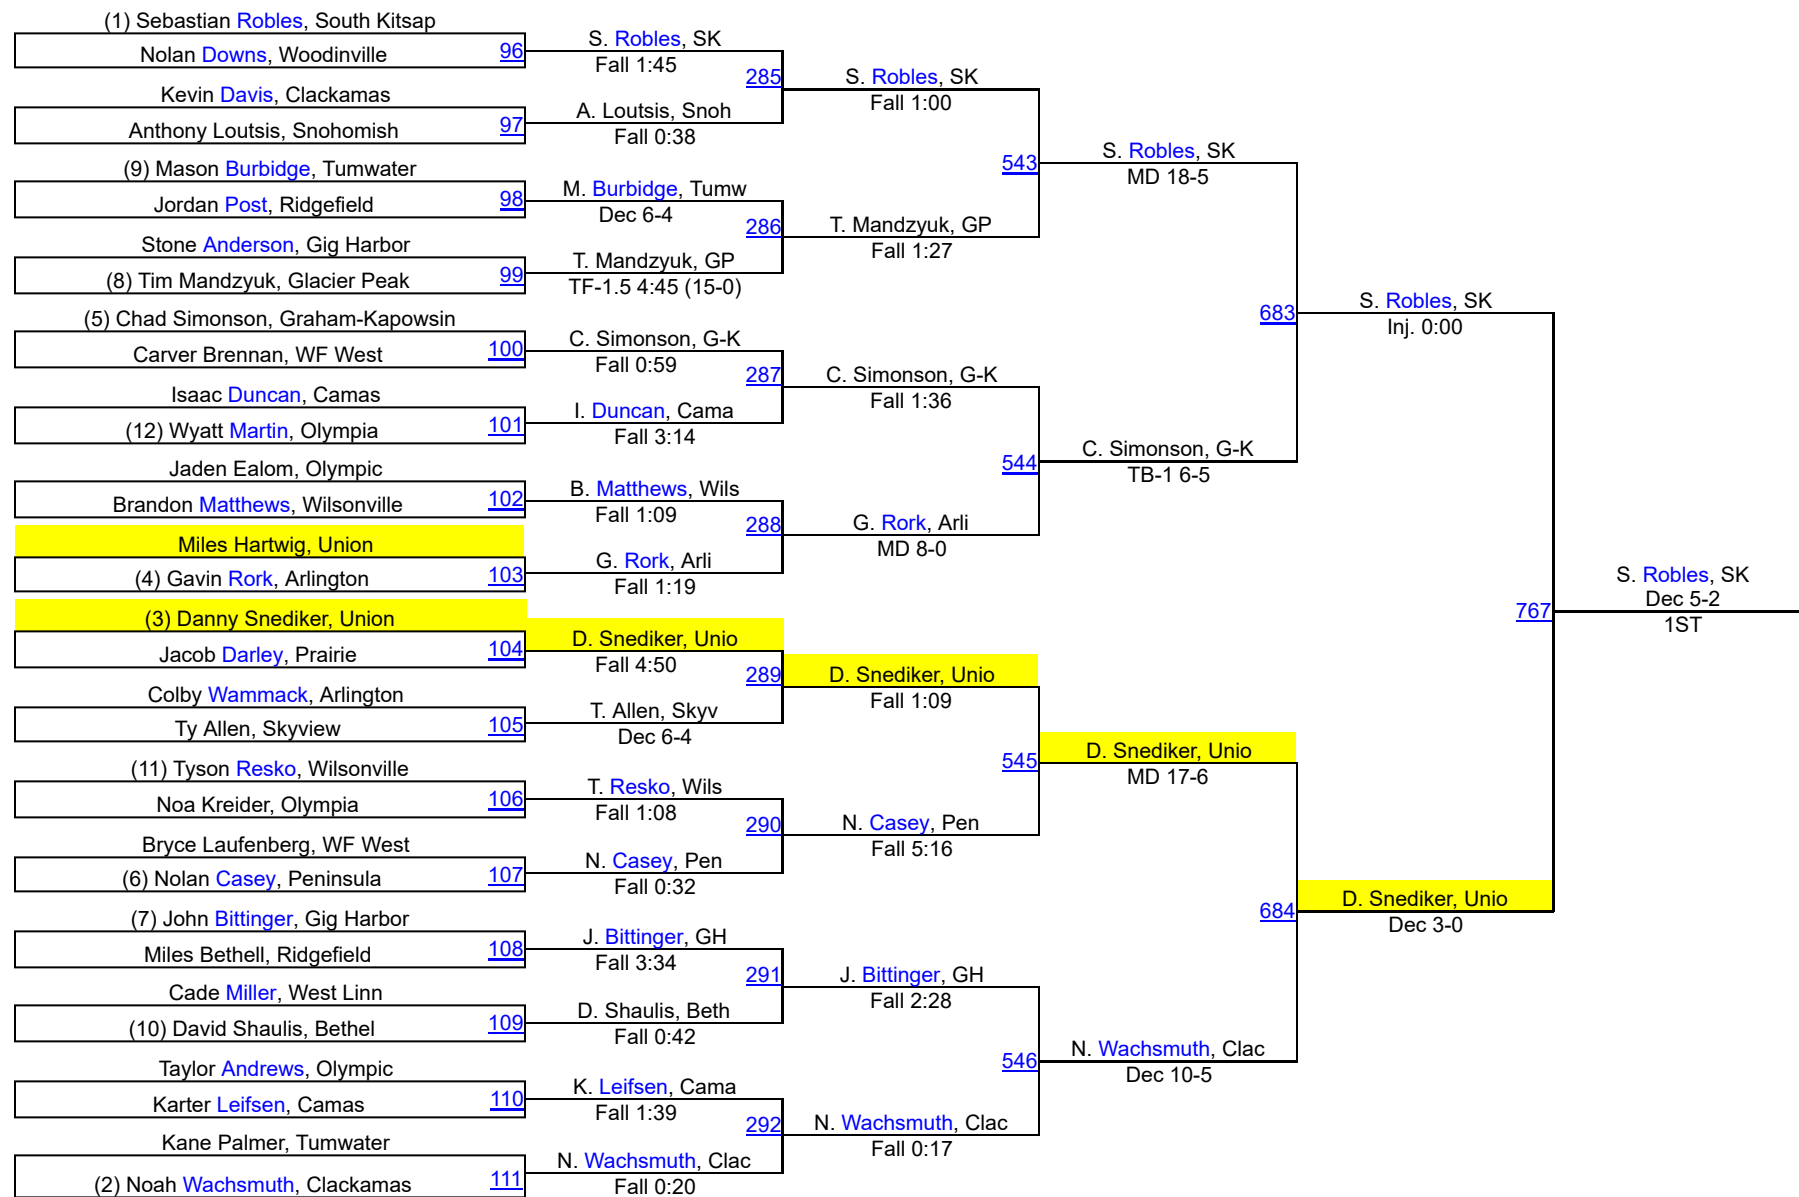 (1) Sebastian Robles, South Kitsap
Nolan Downs, Woodinville
96
Kevin Davis, Clackamas
Anthony Loutsis, Snohomish
97
(9) Mason Burbidge, Tumwater
Jordan Post, Ridgefield
98
Stone Anderson, Gig Harbor
(8) Tim Mandzyuk, Glacier Peak
99
(5) Chad Simonson, Graham-Kapowsin
Carver Brennan, WF West
100
Isaac Duncan, Camas
(12) Wyatt Martin, Olympia
101
Jaden Ealom, Olympic
Brandon Matthews, Wilsonville
102
Miles Hartwig, Union
(4) Gavin Rork, Arlington
103
(3) Danny Snediker, Union
Jacob Darley, Prairie
104
Colby Wammack, Arlington
Ty Allen, Skyview
105
(11) Tyson Resko, Wilsonville
Noa Kreider, Olympia
106
Bryce Laufenberg, WF West
(6) Nolan Casey, Peninsula
107
(7) John Bittinger, Gig Harbor
Miles Bethell, Ridgefield
108
Cade Miller, West Linn
(10) David Shaulis, Bethel
109
Taylor Andrews, Olympic
Karter Leifsen, Camas
110
Kane Palmer, Tumwater
(2) Noah Wachsmuth, Clackamas
111
S. Robles, SK
Fall 1:45
285
A. Loutsis, Snoh
Fall 0:38
M. Burbidge, Tumw
Dec 6-4
286
T. Mandzyuk, GP
TF-1.5 4:45 (15-0)
C. Simonson, G-K
Fall 0:59
287
I. Duncan, Cama
Fall 3:14
B. Matthews, Wils
Fall 1:09
288
G. Rork, Arli
Fall 1:19
D. Snediker, Unio
Fall 4:50
289
T. Allen, Skyv
Dec 6-4
T. Resko, Wils
Fall 1:08
290
N. Casey, Pen
Fall 0:32
J. Bittinger, GH
Fall 3:34
291
D. Shaulis, Beth
Fall 0:42
K. Leifsen, Cama
Fall 1:39
292
N. Wachsmuth, Clac
Fall 0:20
S. Robles, SK
Fall 1:00
543
T. Mandzyuk, GP
Fall 1:27
C. Simonson, G-K
Fall 1:36
544
G. Rork, Arli
MD 8-0
D. Snediker, Unio
Fall 1:09
545
N. Casey, Pen
Fall 5:16
J. Bittinger, GH
Fall 2:28
546
N. Wachsmuth, Clac
Fall 0:17
S. Robles, SK
MD 18-5
683
C. Simonson, G-K
TB-1 6-5
D. Snediker, Unio
MD 17-6
684
N. Wachsmuth, Clac
Dec 10-5
S. Robles, SK
Inj. 0:00
767
D. Snediker, Unio
Dec 3-0
S. Robles, SK
Dec 5-2
1ST